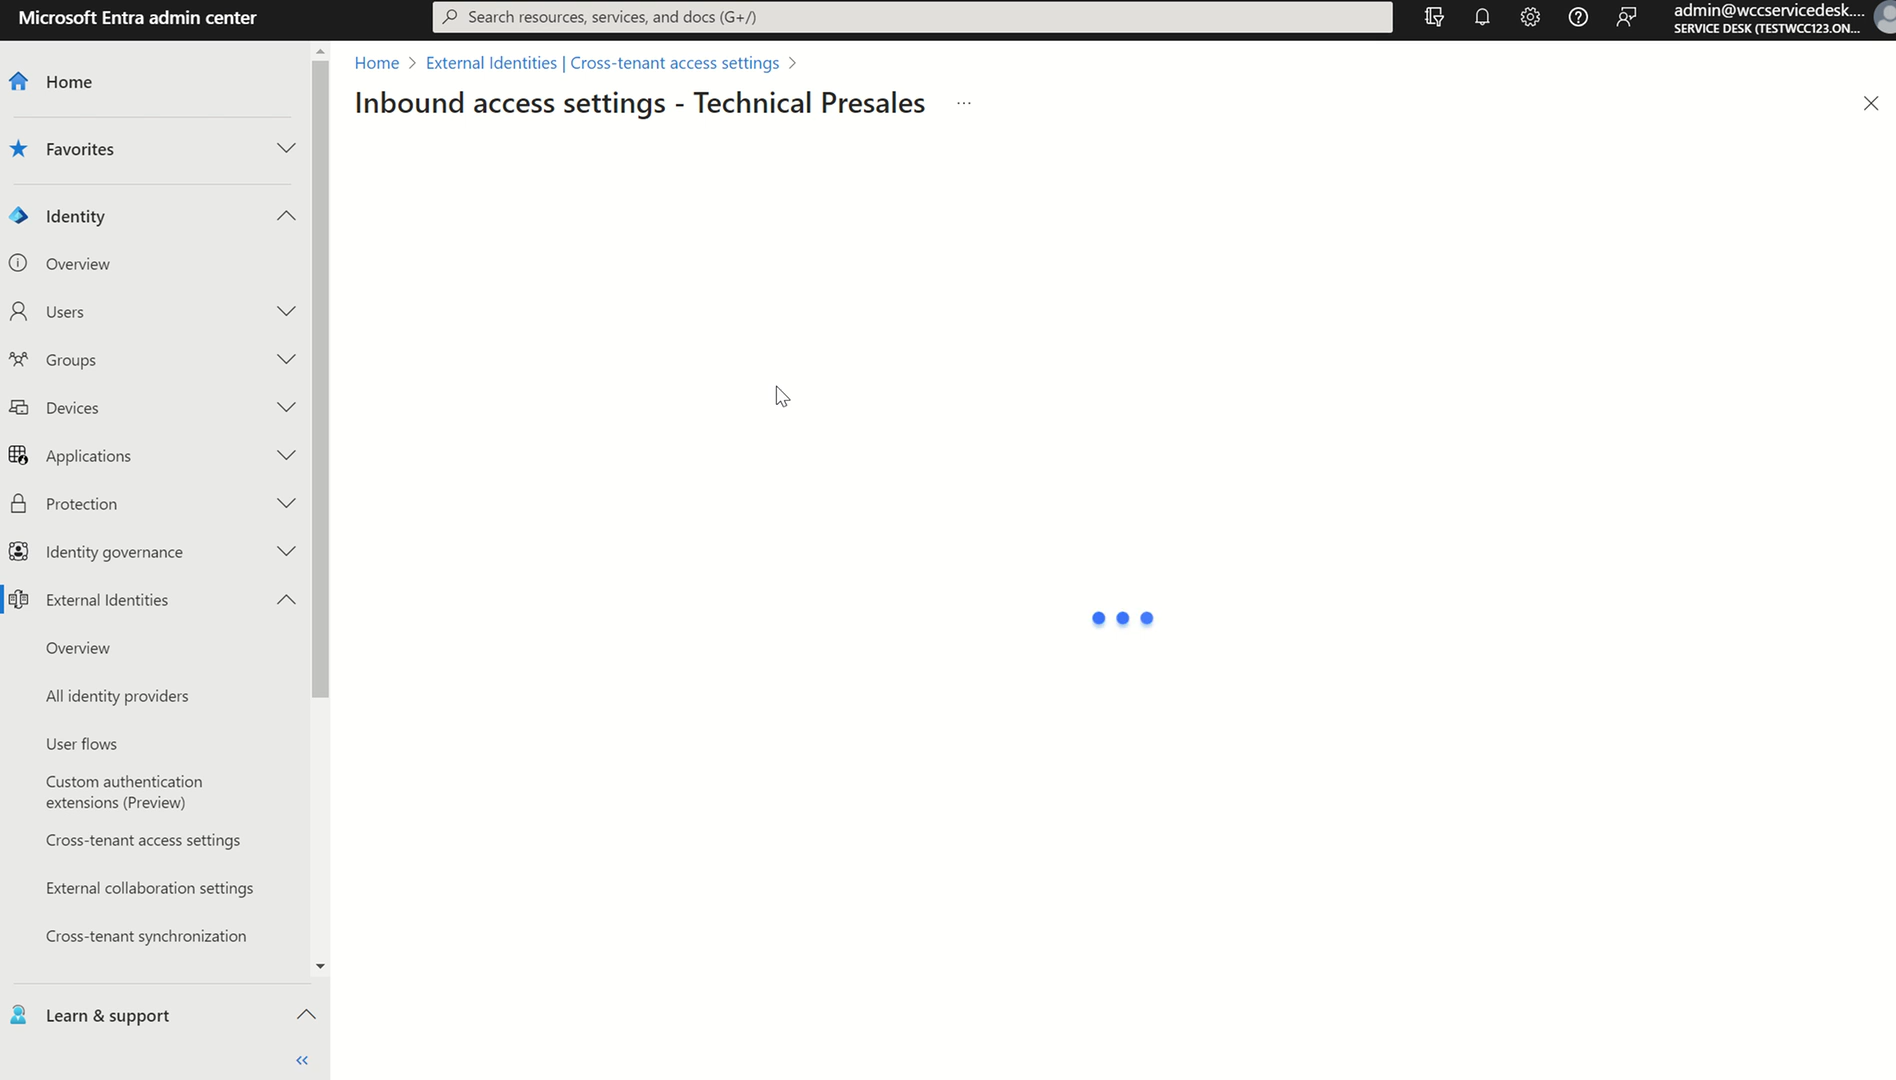 Microsoft Entra admin center
Search resources, services, and docs (G+/)
admin@wccservicedesk....
SERVICE DESK (TESTWCC123.ON...
Home
Favorites
Identity
Overview
Users
Groups
Devices
Applications
Protection
Identity governance
External Identities
Overview
All identity providers
User flows
Custom authentication
extensions (Preview)
Cross-tenant access settings
External collaboration settings
Cross-tenant synchronization
Learn & support
Home > External Identities | Cross-tenant access settings >
Inbound access settings - Technical Presales ...